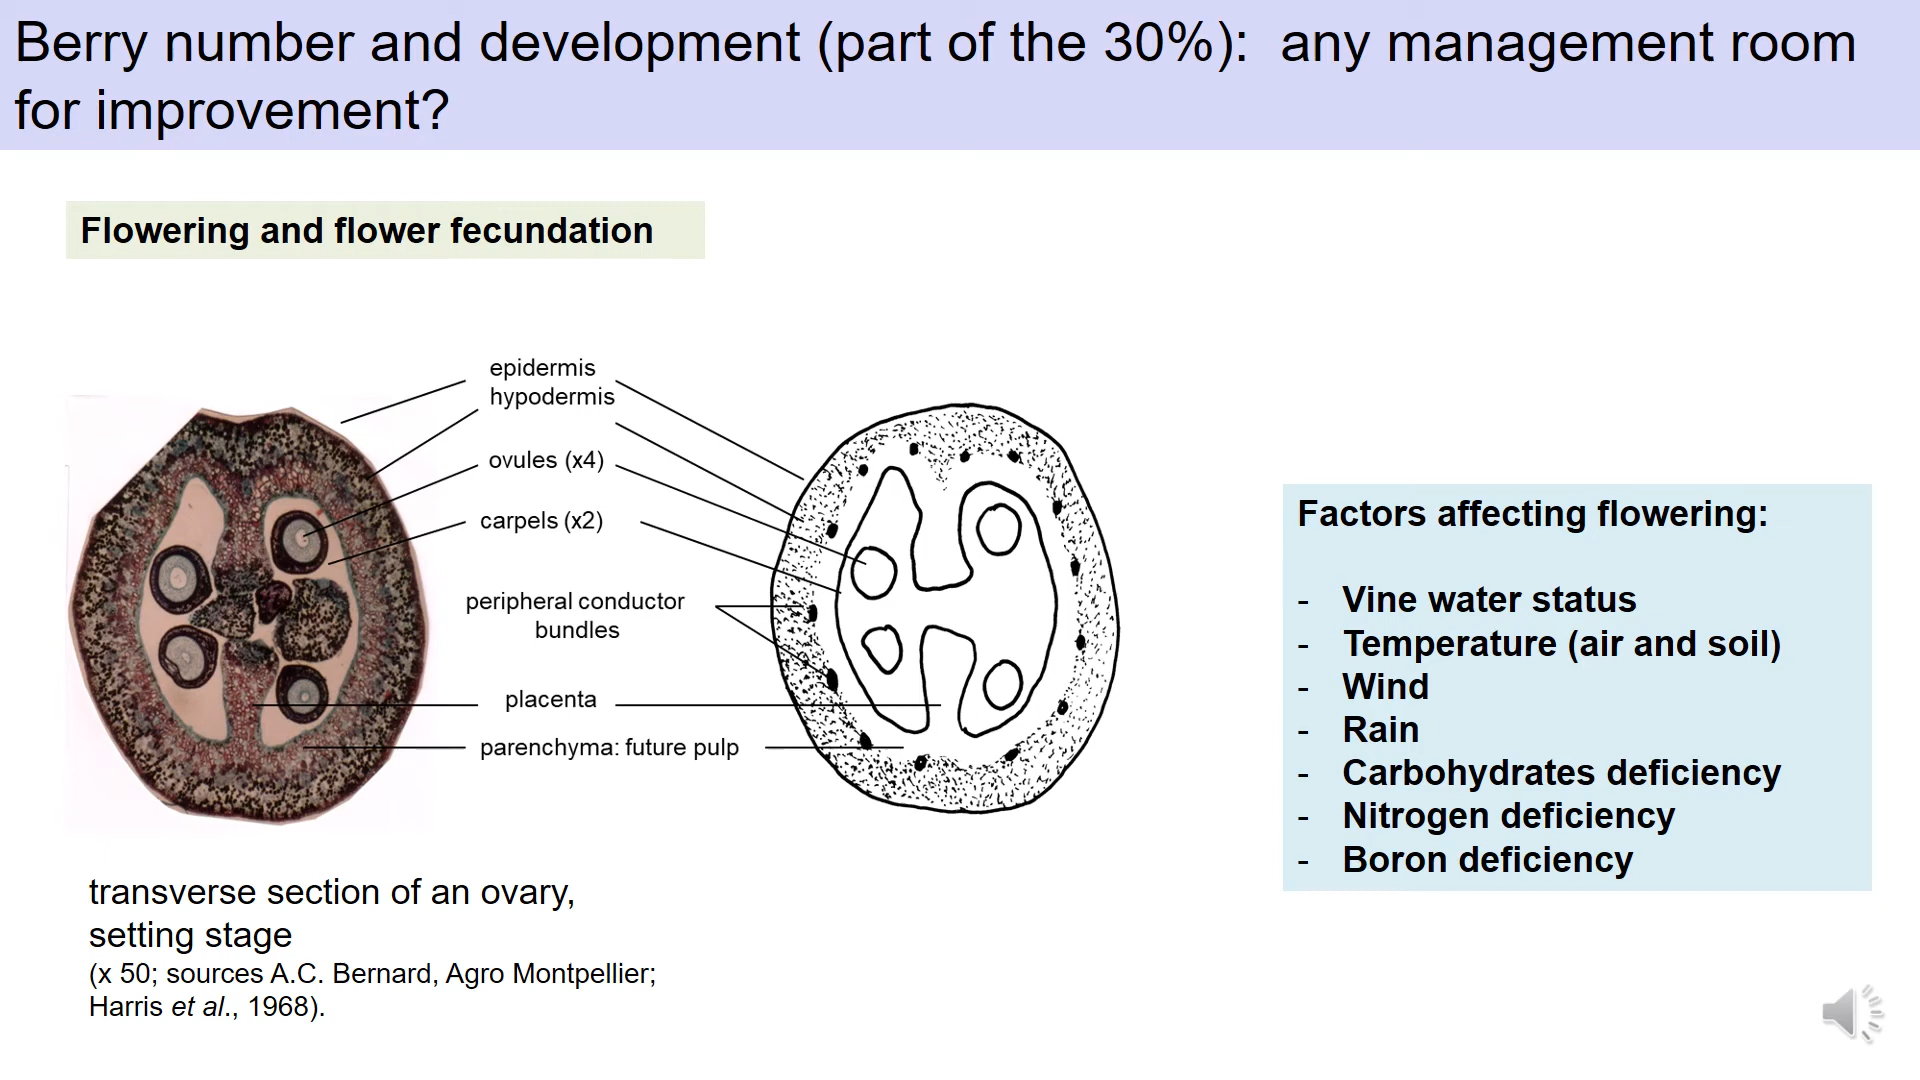 Berry number and development (part of the 30%):  any management room
for improvement?
Flowering and flower fecundation
epidermis
hypodermis
ovules (x4)
carpels (x2)
peripheral conductor
bundles
placenta
parenchyma: future pulp
transverse section of an ovary,
setting stage
(x 50; sources A.C. Bernard, Agro Montpellier;
Harris et al., 1968).
Factors affecting flowering:
- Vine water status
- Temperature (air and soil)
- Wind
- Rain
- Carbohydrates deficiency
- Nitrogen deficiency
- Boron deficiency